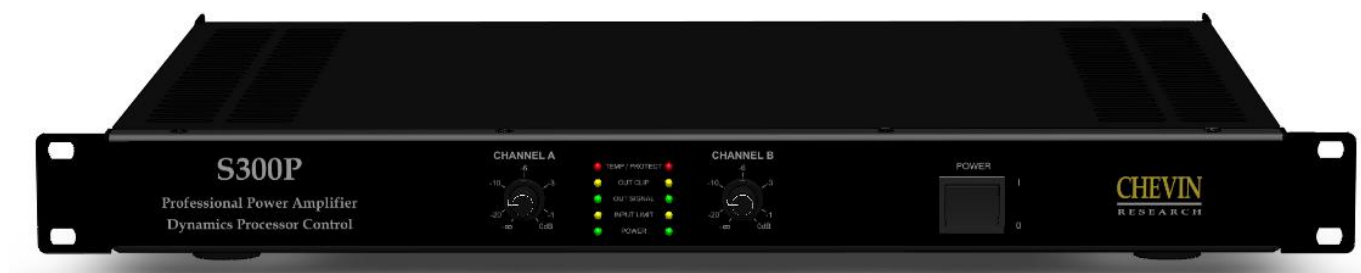 S300P
Professional Power Amplifier
Dynamics Processor Control
CHANNEL A
-6
-10 -3
-20 -1
-∞ 0dB
TEMP / PROTECT
OUT CLIP
OUT SIGNAL
INPUT LIMIT
POWER
CHANNEL B
-6
-10 -3
-20 -1
-∞ 0dB
POWER
I
0
CHEVIN
RESEARCH